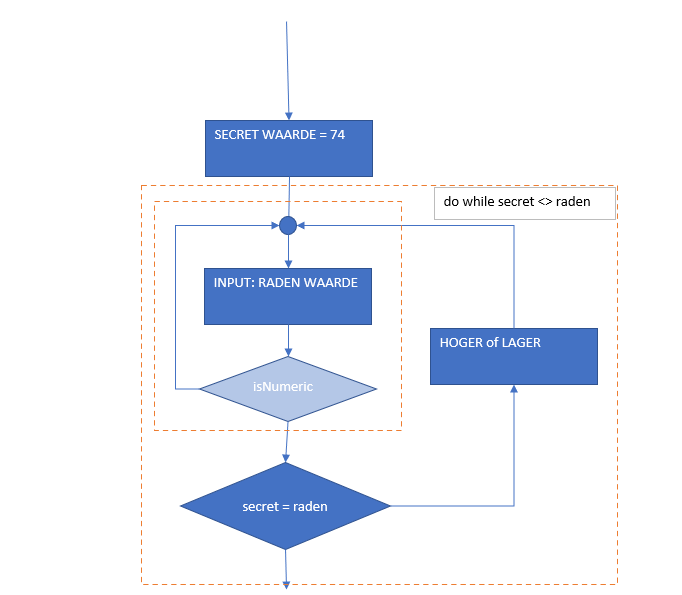 SECRET WAARDE = 74
do while secret <> raden
INPUT: RADEN WAARDE
HOGER of LAGER
isNumeric
secret = raden